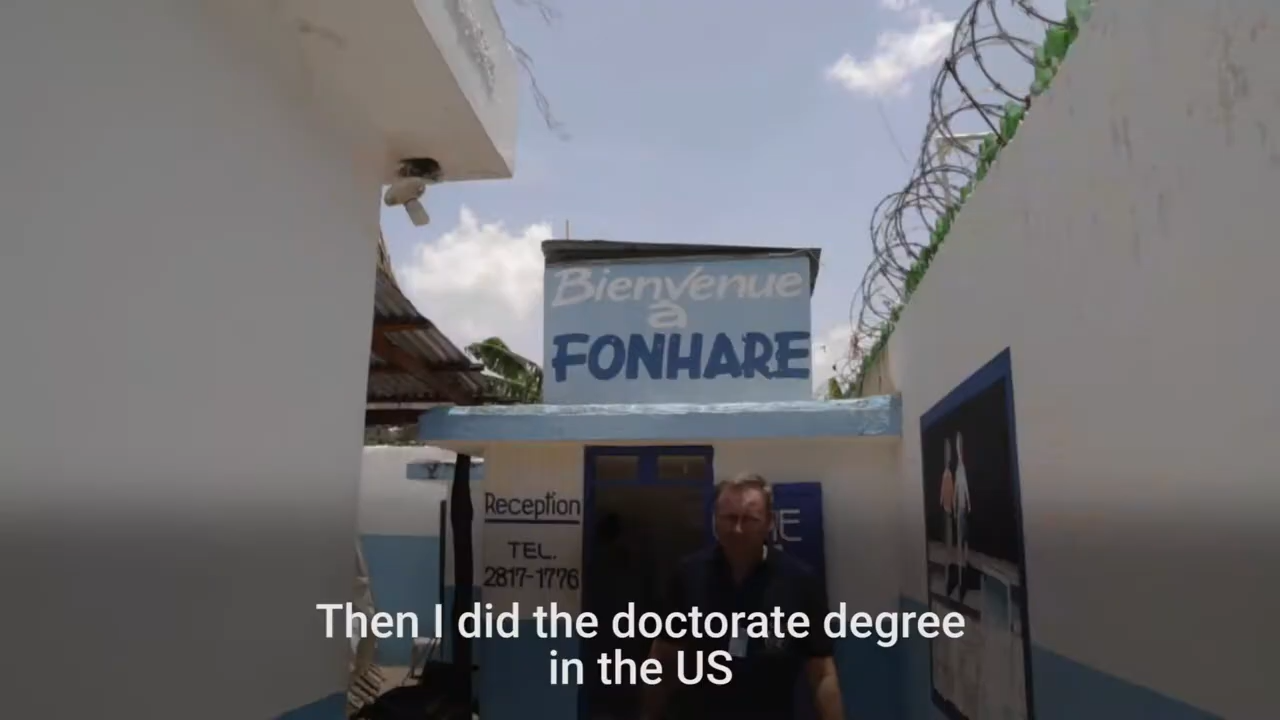 Bienvenue
a
FONHARE
Reception
TEL.
2817-1776
Then I did the doctorate degree
in the US